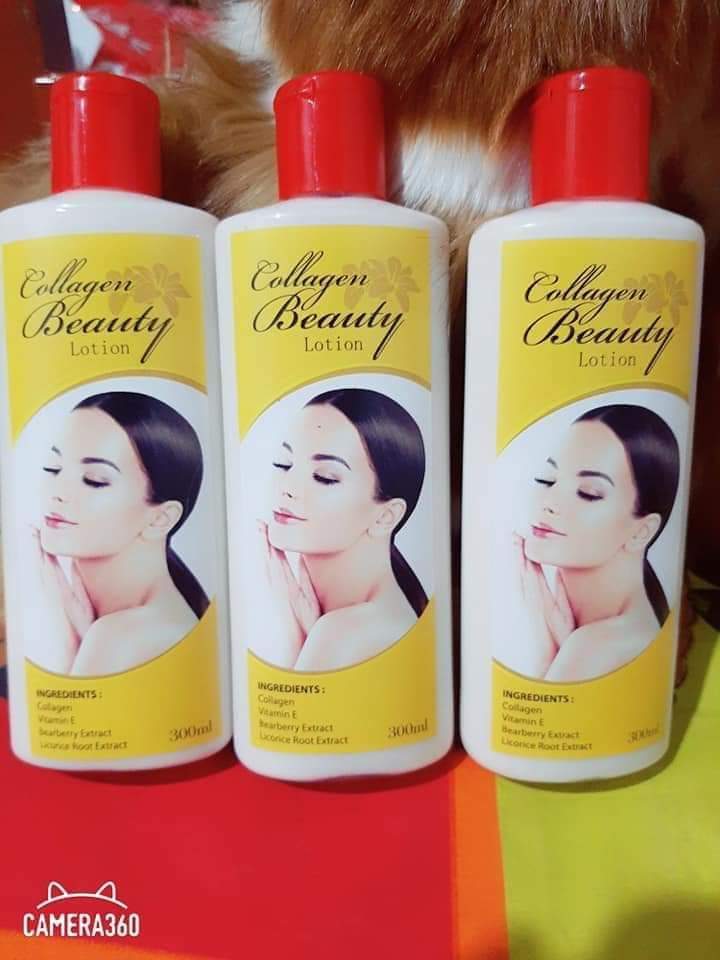 Collagen
Beauty
Lotion
INGREDIENTS :
Collagen
Vitamin E
Bearberry Extract
Licorice Root Extract
300ml
Collagen
Beauty
Lotion
INGREDIENTS :
Collagen
Vitamin E
Bearberry Extract
Licorice Root Extract
300ml
Collagen
Beauty
Lotion
INGREDIENTS :
Collagen
Vitamin E
Bearberry Extract
Licorice Root Extract
300ml
CAMERA360